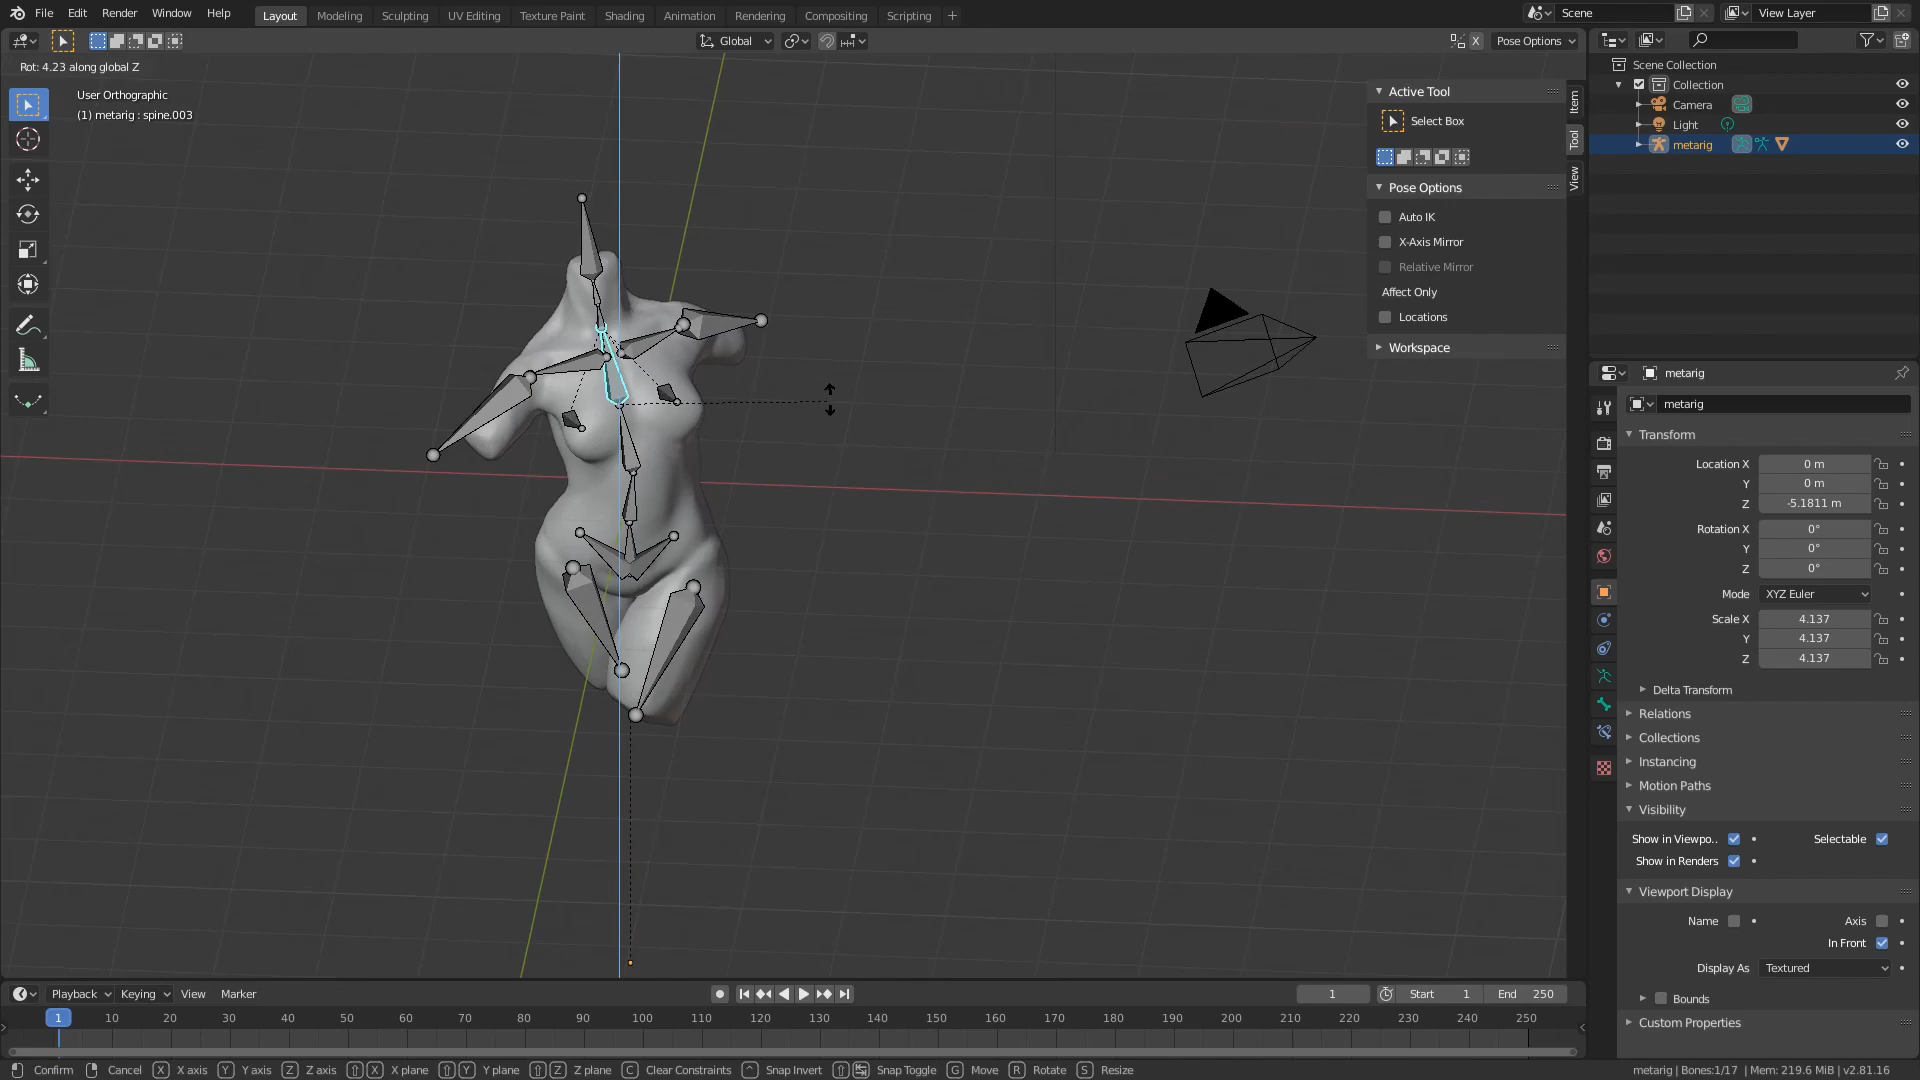 File Edit Render Window Help
Layout Modeling Sculpting UV Editing Texture Paint Shading Animation Rendering Compositing Scripting +
Scene
View Layer
Global
X
Pose Options
Rot: 4.23 along global Z
User Orthographic
(1) metarig : spine.003
Active Tool
Select Box
Pose Options
Auto IK
X-Axis Mirror
Relative Mirror
Affect Only
Locations
Workspace
Item
Tool
View
Scene Collection
Collection
Camera
Light
metarig
metarig
metarig
Transform
Location X 0 m
Y 0 m
Z -5.1811 m
Rotation X 0°
Y 0°
Z 0°
Mode XYZ Euler
Scale X 4.137
Y 4.137
Z 4.137
Delta Transform
Relations
Collections
Instancing
Motion Paths
Visibility
Show in Viewpo.. Selectable
Show in Renders
Viewport Display
Name Axis
In Front
Display As Textured
Bounds
Custom Properties
Playback Keying View Marker
1 Start 1 End 250
1 10 20 30 40 50 60 70 80 90 100 110 120 130 140 150 160 170 180 190 200 210 220 230 240 250
Confirm Cancel X X axis Y Y axis Z Z axis X X plane Y Y plane Z Z plane C Clear Constraints ^ Snap Invert Snap Toggle G Move R Rotate S Resize
metarig | Bones:1/17 | Mem: 219.6 MiB | v2.81.16